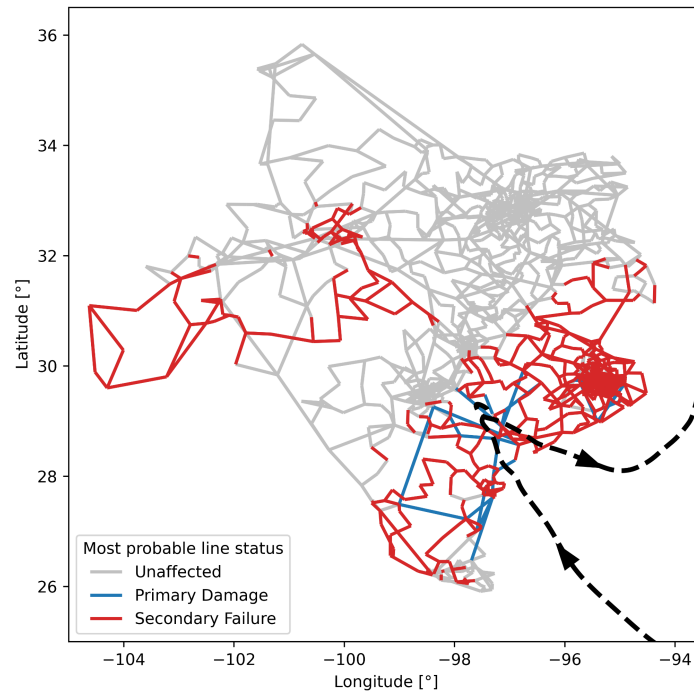 36
34
32
30
28
26
Latitude [°]
Most probable line status
Unaffected
Primary Damage
Secondary Failure
−104
−102
−100
−98
−96
−94
Longitude [°]